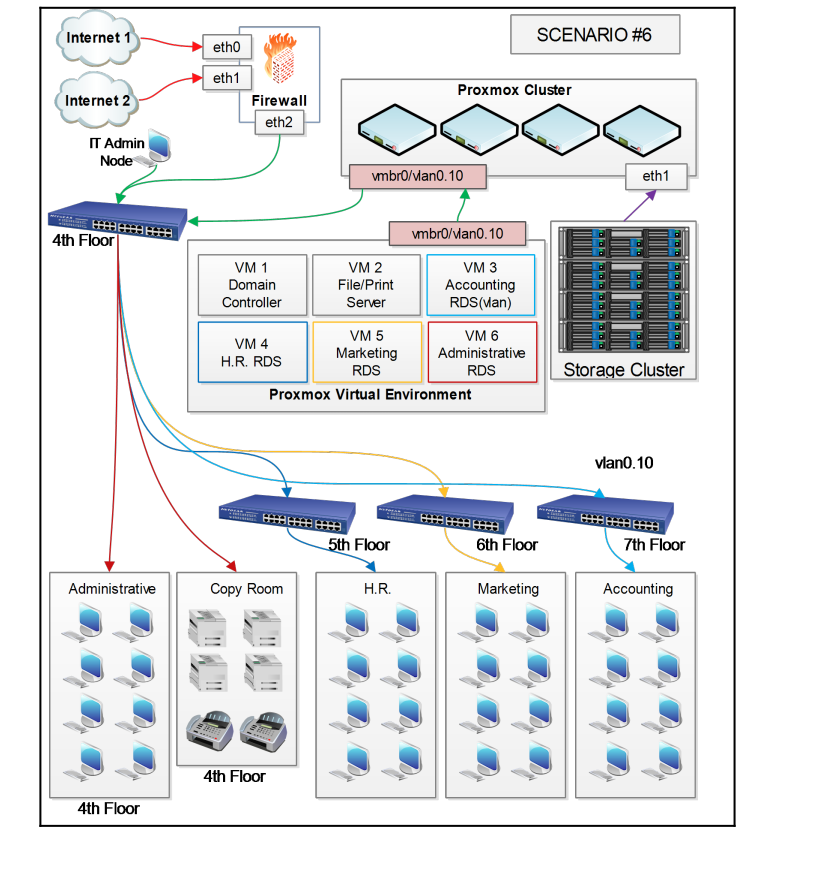 SCENARIO #6
Internet 1
eth0
Internet 2
eth1
Firewall
eth2
Proxmox Cluster
IT Admin
Node
vmbr0/vlan0.10
eth1
4th Floor
vmbr0/vlan0.10
VM 1
Domain
Controller
VM 2
File/Print
Server
VM 3
Accounting
RDS(vlan)
VM 4
H.R. RDS
VM 5
Marketing
RDS
VM 6
Administrative
RDS
Proxmox Virtual Environment
Storage Cluster
vlan0.10
5th Floor
6th Floor
7th Floor
Administrative
Copy Room
H.R.
Marketing
Accounting
4th Floor
4th Floor